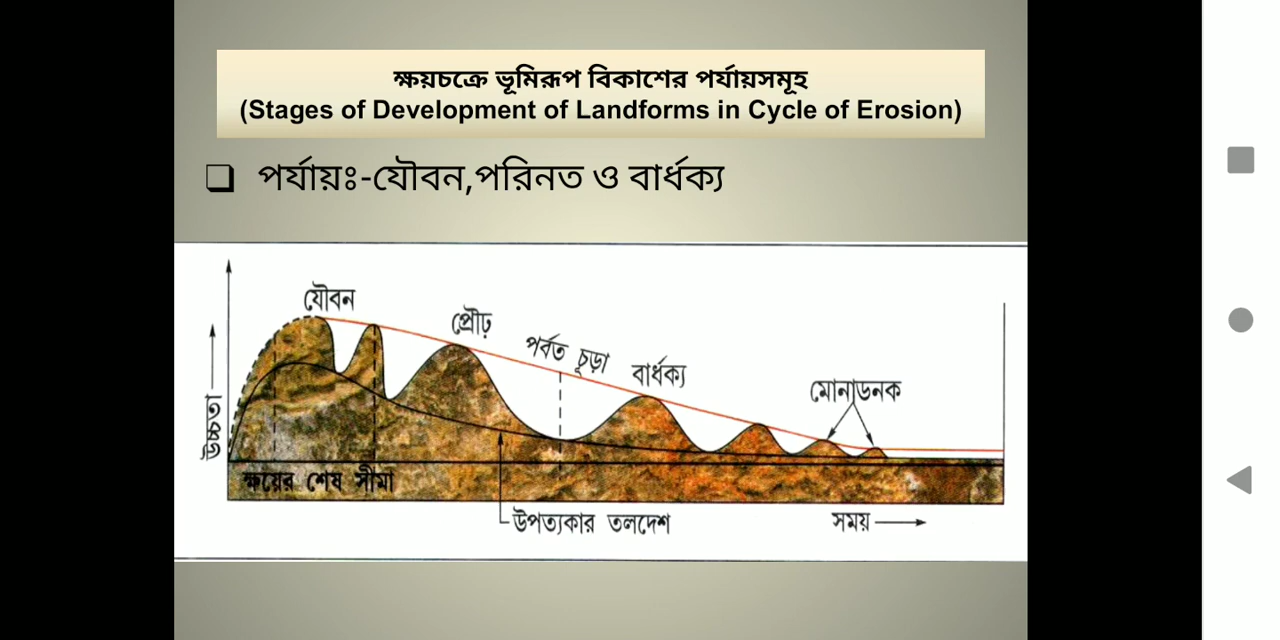 ক্ষয়চক্রে ভূমিরূপ বিকাশের পর্যায়সমূহ
(Stages of Development of Landforms in Cycle of Erosion)
পর্যায়ঃ-যৌবন,পরিনত ও বার্ধক্য
যৌবন
প্রৌঢ়
পর্বত চূড়া
বার্ধক্য
মোনাডনক
উচ্চতা
ক্ষয়ের শেষ সীমা
উপত্যকার তলদেশ
সময়